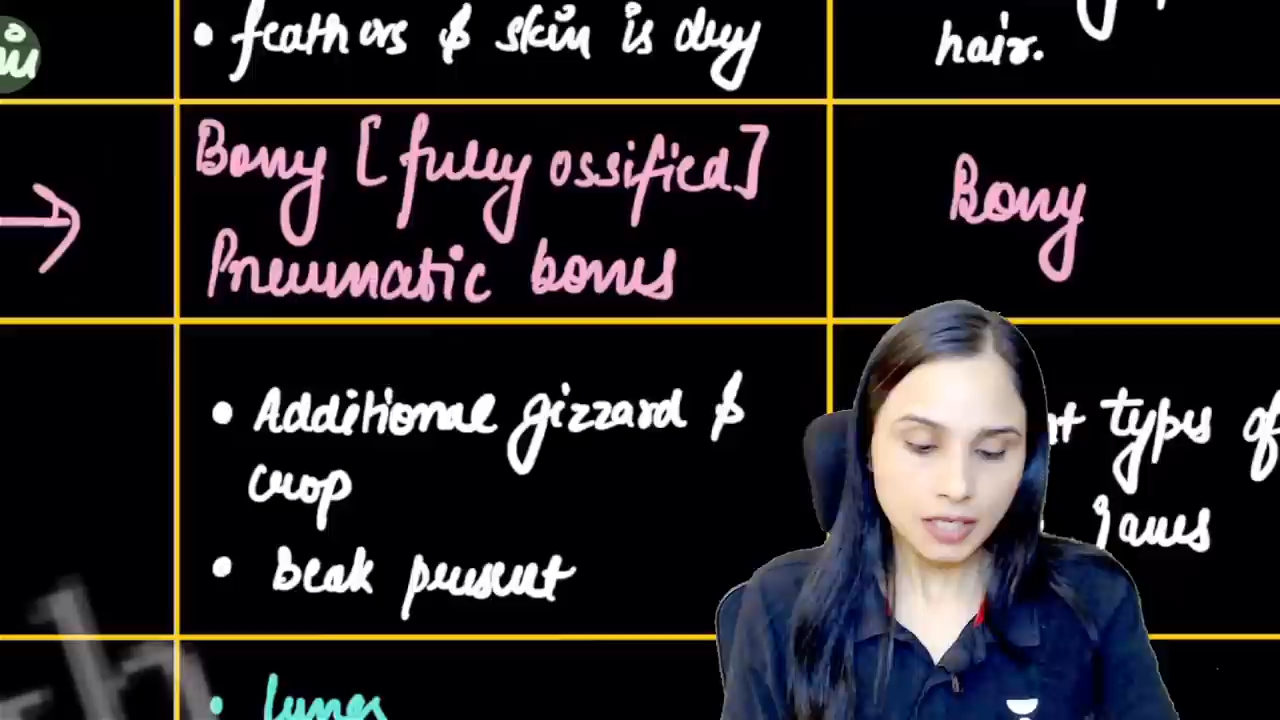 • feathers & skin is dry
hair.
Bony [fully ossified]
Pneumatic bones
Bony
• Additional gizzard &
crop
• beak present
types of
Jaws
• lungs